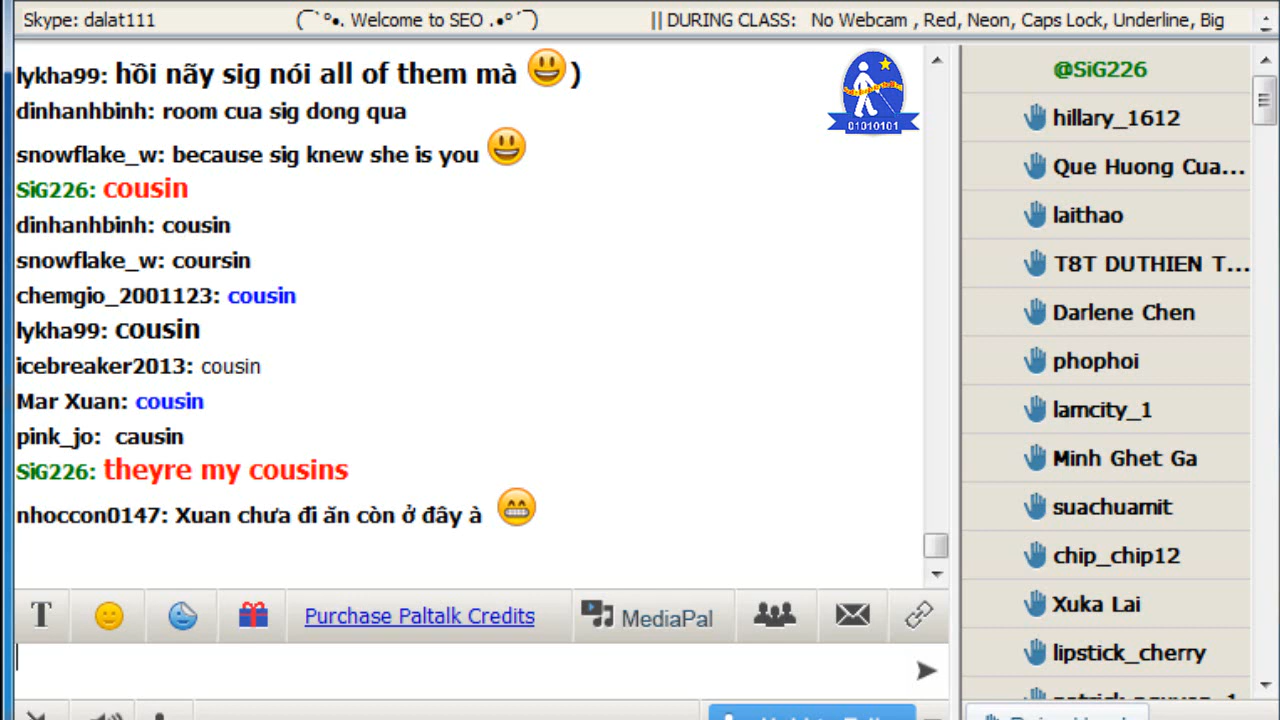 Skype: dalat111 (¯`°•. Welcome to SEO .•°´¯) || DURING CLASS: No Webcam , Red, Neon, Caps Lock, Underline, Big
lykha99: hồi nãy sig nói all of them mà 😃)
dinhanhbinh: room cua sig dong qua
snowflake_w: because sig knew she is you 😃
SiG226: cousin
dinhanhbinh: cousin
snowflake_w: coursin
chemgio_2001123: cousin
lykha99: cousin
icebreaker2013: cousin
Mar Xuan: cousin
pink_jo: causin
SiG226: theyre my cousins
nhoccon0147: Xuan chưa đi ăn còn ở đây à 😁
01010101
@SiG226
hillary_1612
Que Huong Cua...
laithao
T8T DUTHIEN T...
Darlene Chen
phophoi
lamcity_1
Minh Ghet Ga
suachuamit
chip_chip12
Xuka Lai
lipstick_cherry
T
Purchase Paltalk Credits
MediaPal